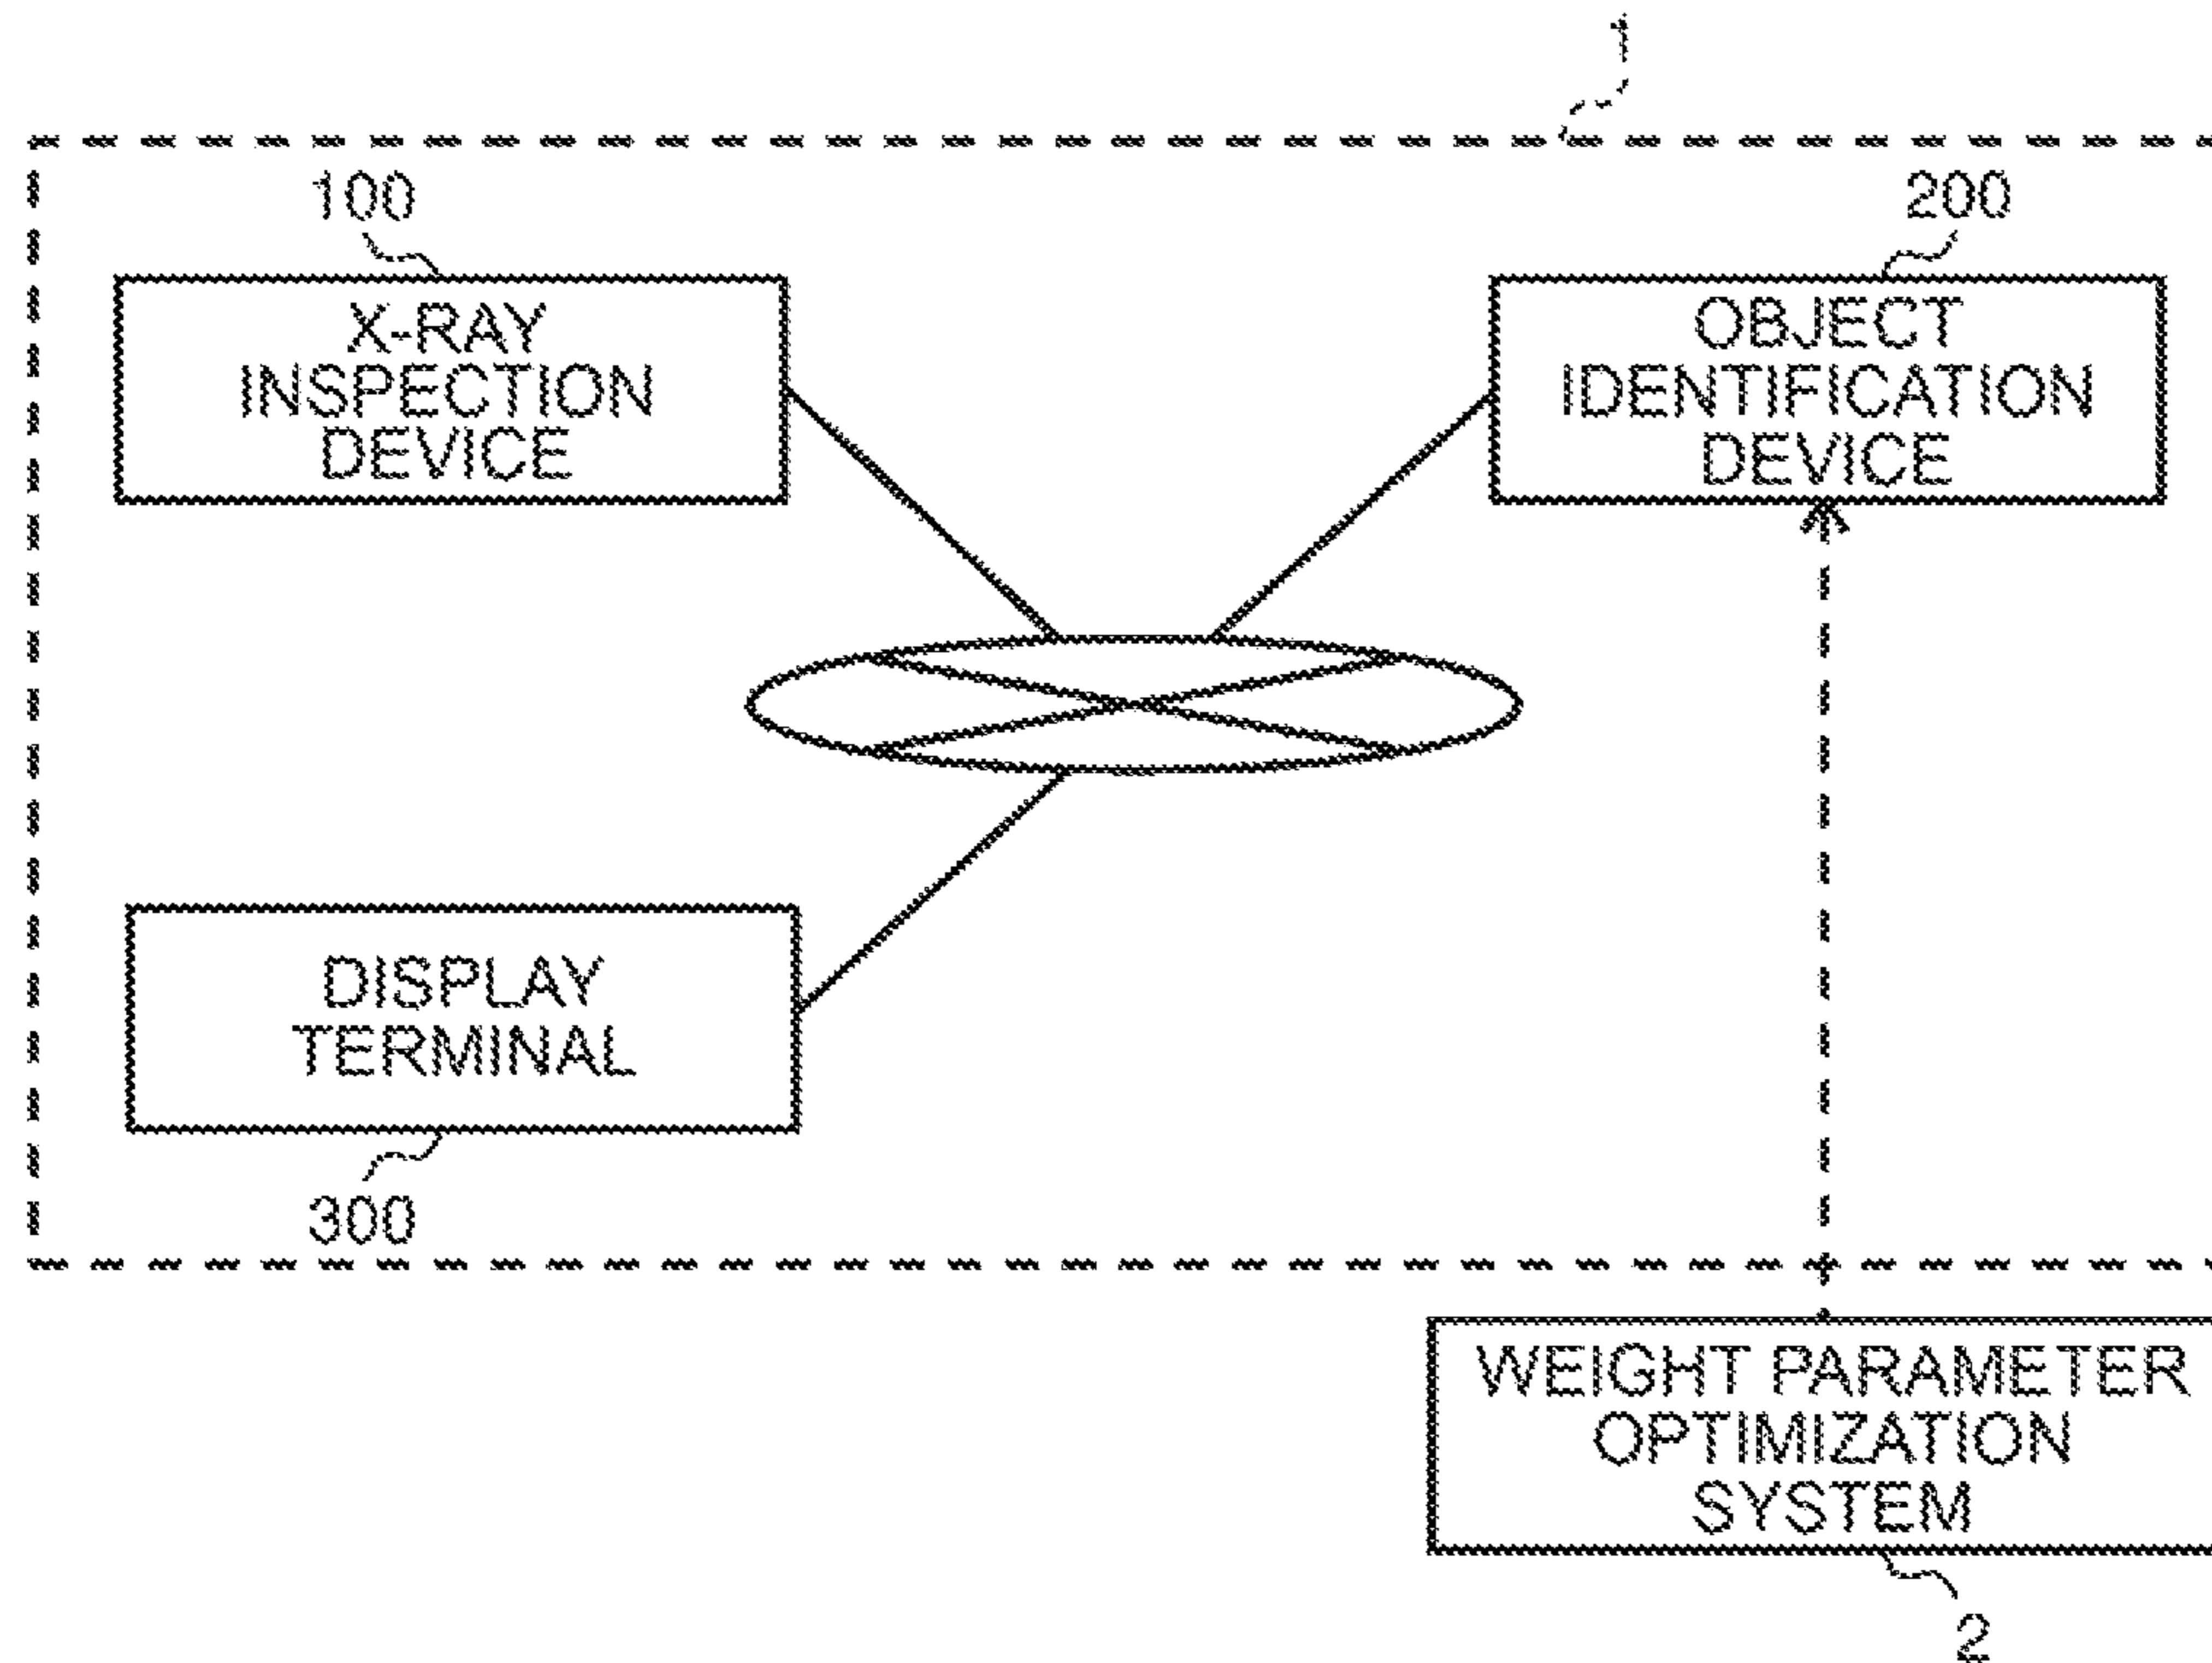 1
100
200
X-RAY
INSPECTION
DEVICE
OBJECT
IDENTIFICATION
DEVICE
DISPLAY
TERMINAL
300
WEIGHT PARAMETER
OPTIMIZATION
SYSTEM
2